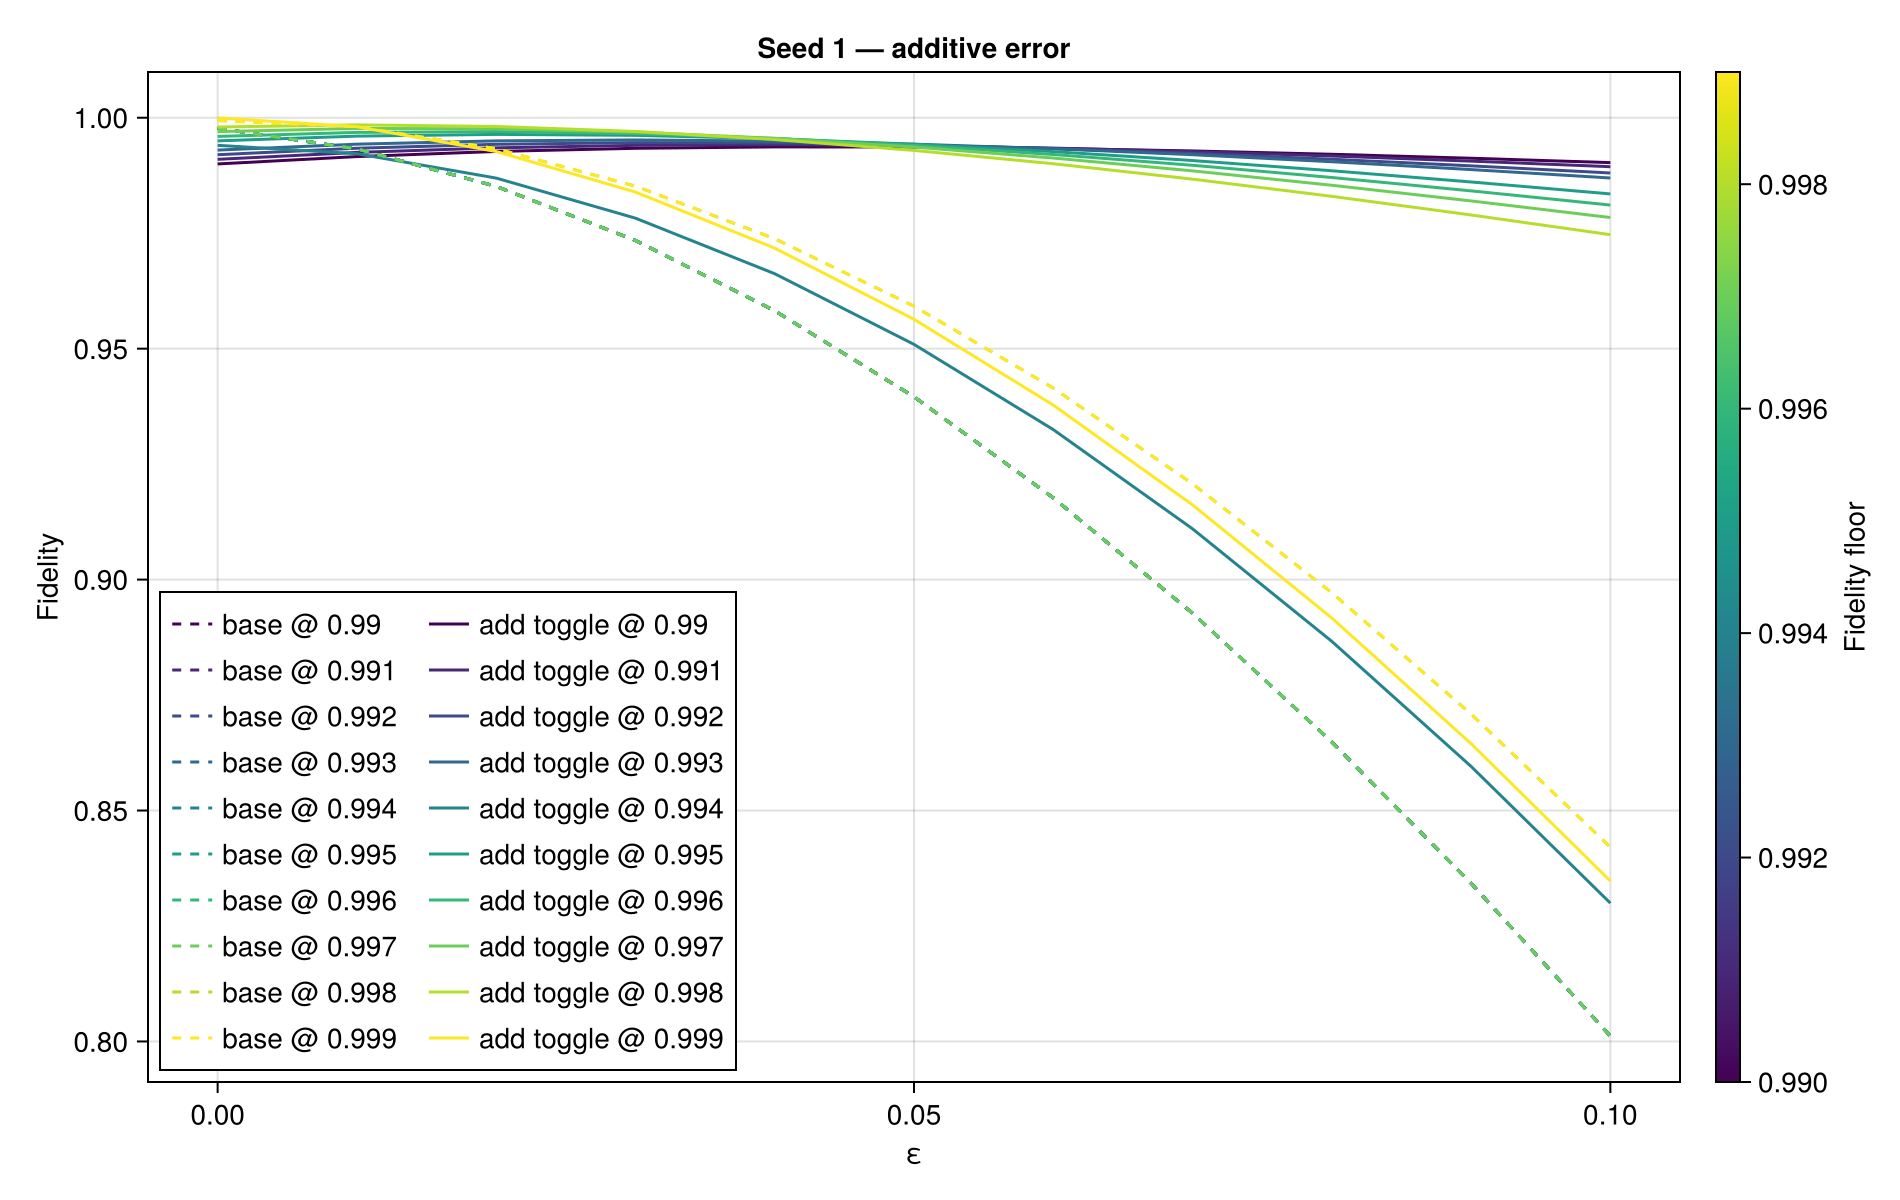 Seed 1 — additive error
Fidelity
1.00
0.95
0.90
0.85
0.80
base @ 0.99
add toggle @ 0.99
base @ 0.991
add toggle @ 0.991
base @ 0.992
add toggle @ 0.992
base @ 0.993
add toggle @ 0.993
base @ 0.994
add toggle @ 0.994
base @ 0.995
add toggle @ 0.995
base @ 0.996
add toggle @ 0.996
base @ 0.997
add toggle @ 0.997
base @ 0.998
add toggle @ 0.998
base @ 0.999
add toggle @ 0.999
0.00
0.05
0.10
ε
0.998
0.996
0.994
0.992
0.990
Fidelity floor